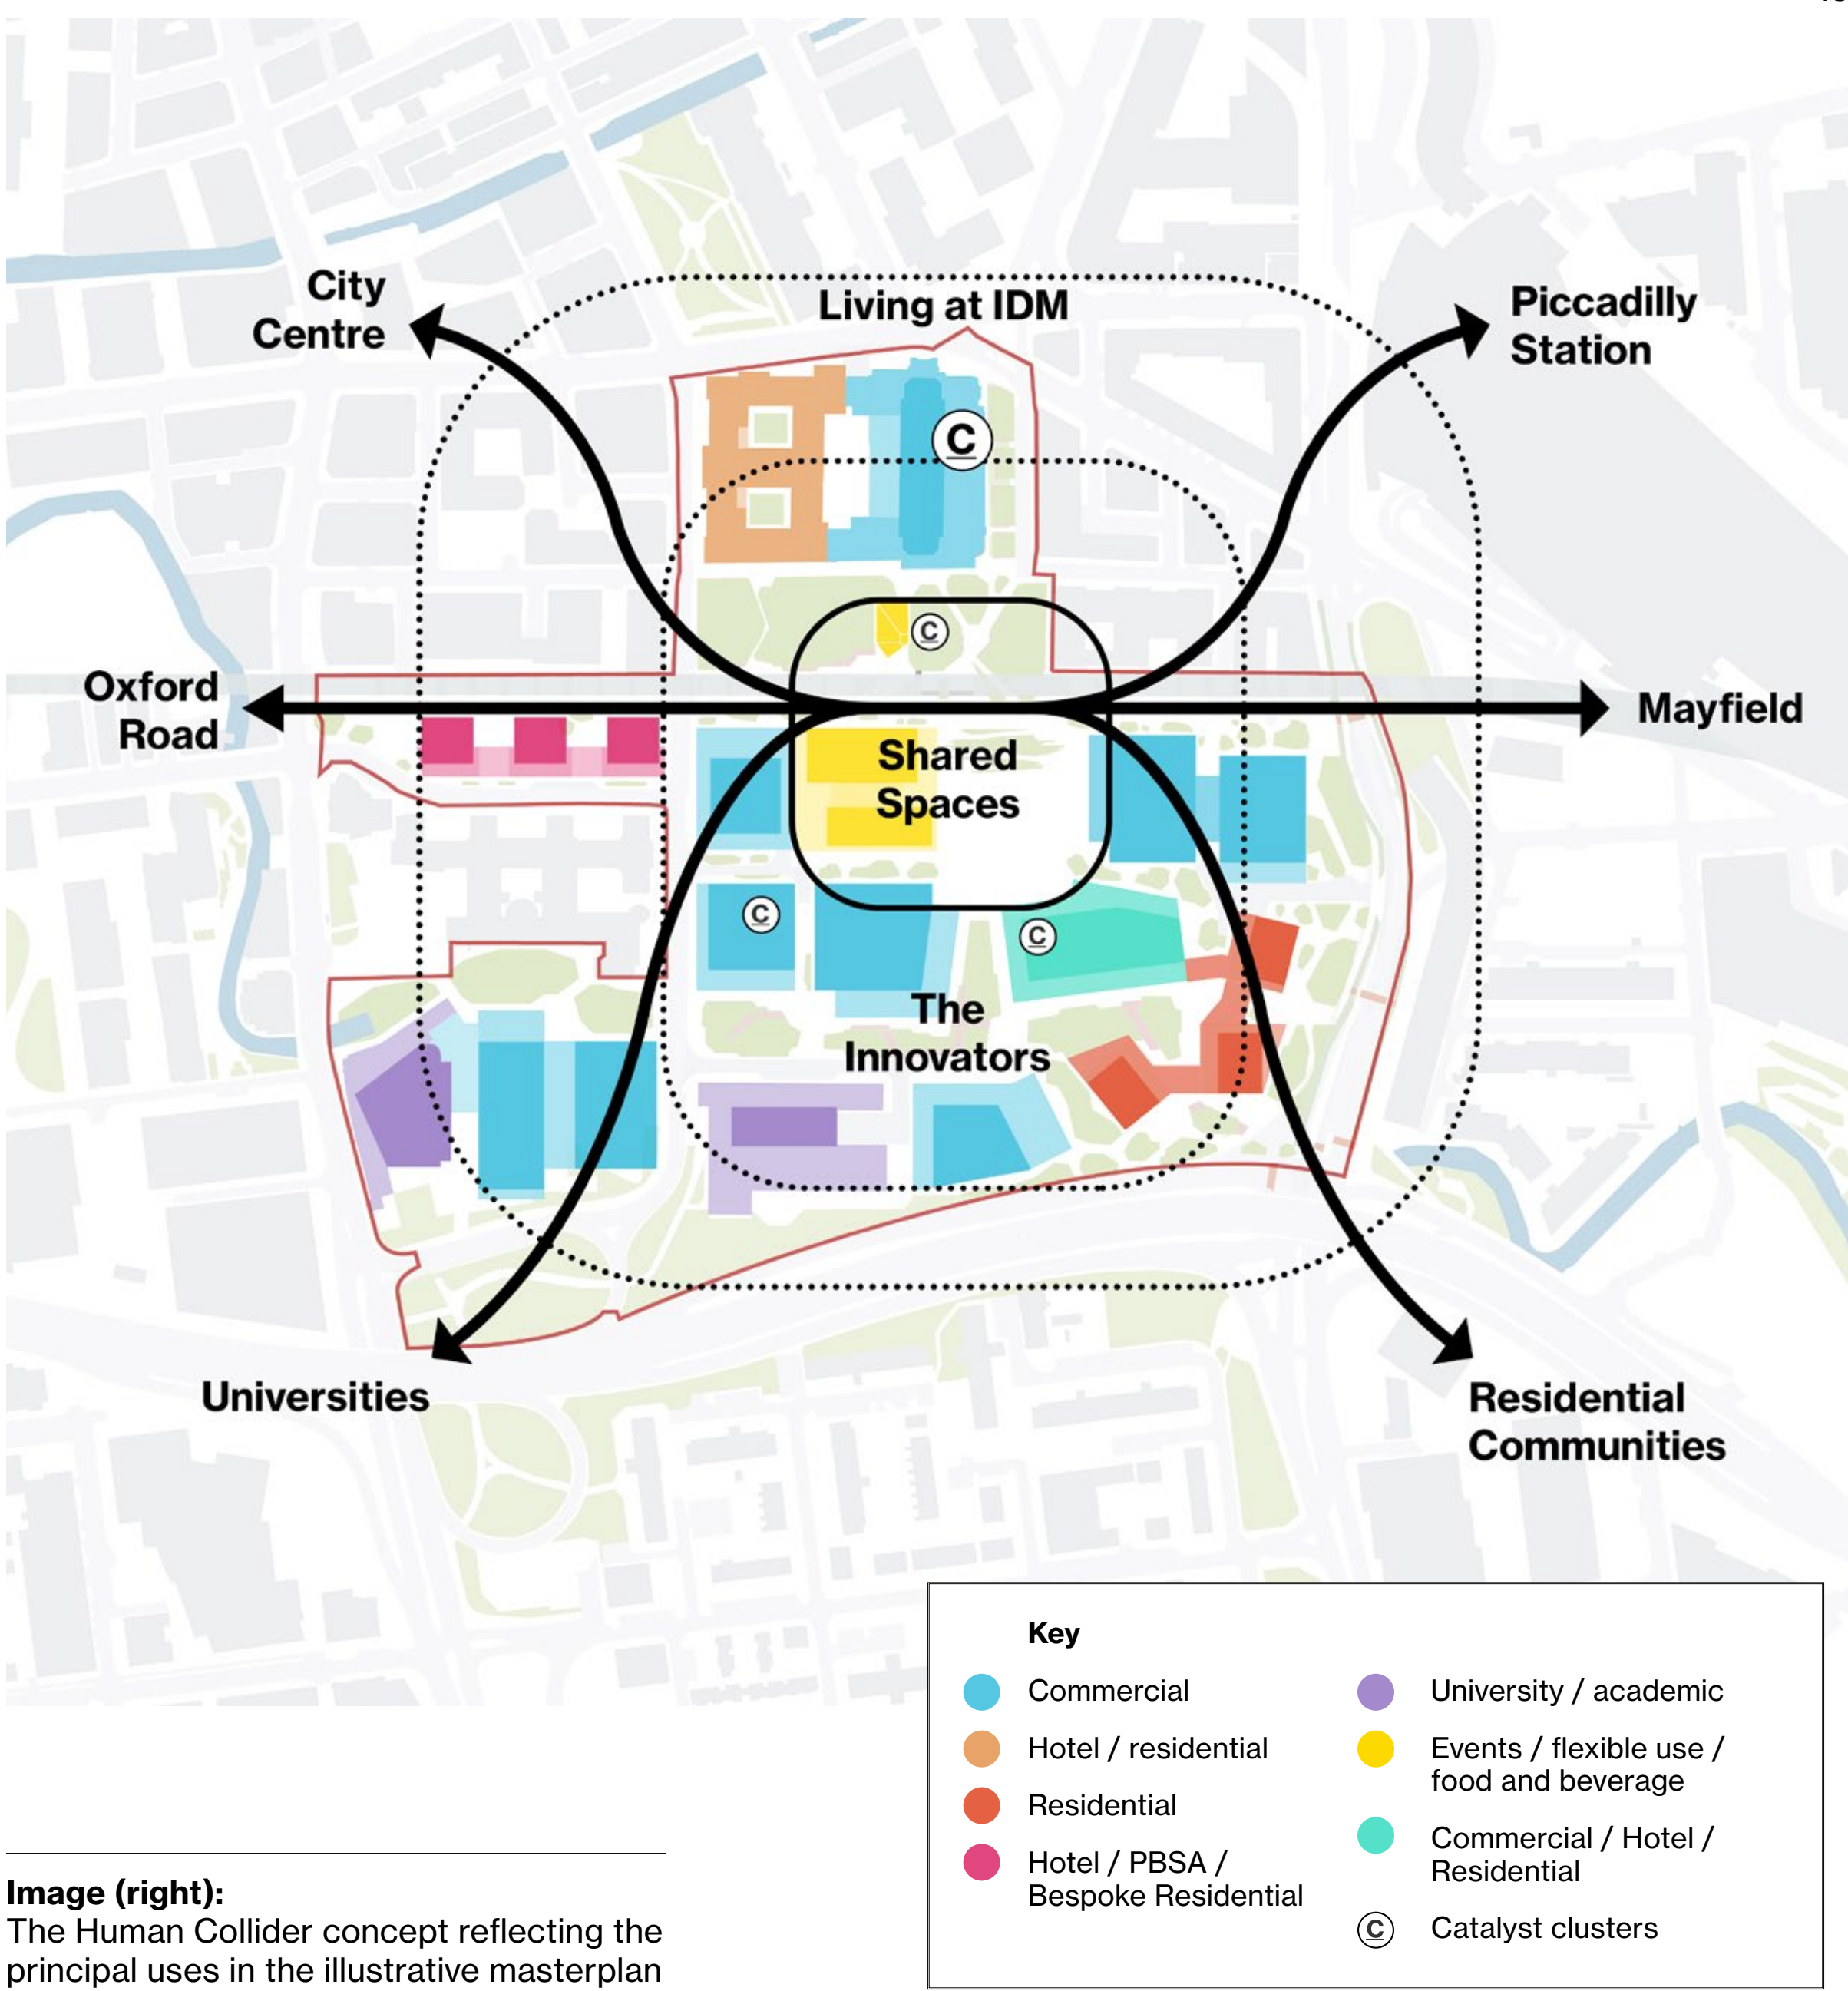 Living at IDM
City
Centre
Piccadilly
Station
C
C
Oxford
Road
Mayfield
Shared
Spaces
C
C
The
Innovators
Universities
Residential
Communities
Key
Commercial
Hotel / residential
Residential
Hotel / PBSA /
Bespoke Residential
University / academic
Events / flexible use /
food and beverage
Commercial / Hotel /
Residential
C Catalyst clusters
Image (right):
The Human Collider concept reflecting the
principal uses in the illustrative masterplan